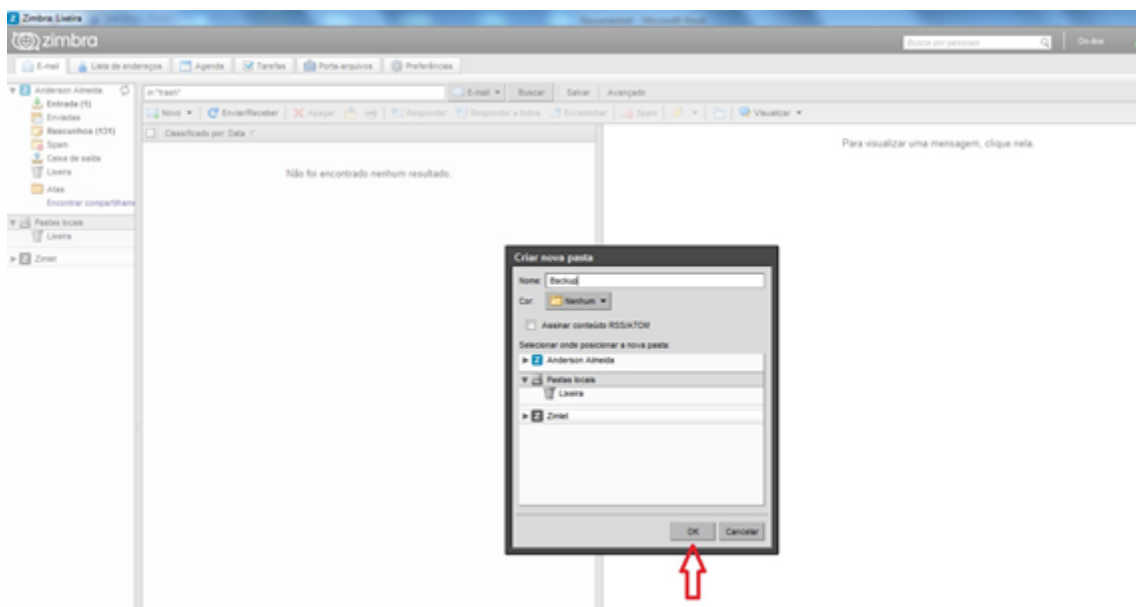 Zimbra: Lixeira
zimbra
Busca por pessoas
On-line
E-mail Lista de endereços Agenda Tarefas Porta-arquivos Preferências
Anderson Almeida
in:"trash" E-mail Buscar Salvar Avançado
Entrada (1)
Enviadas
Rascunhos (131)
Spam
Caixa de saída
Lixeira
Atas
Encontrar compartilhame
Pastas locais
Lixeira
Zimlet
Novo Enviar/Receber Apagar Responder Responder a todos Encaminhar Spam Visualizar
Classificado por: Data
Não foi encontrado nenhum resultado.
Para visualizar uma mensagem, clique nela.
Criar nova pasta
Nome: Backup
Cor: Nenhum
Assinar conteúdo RSS/ATOM
Selecionar onde posicionar a nova pasta:
Anderson Almeida
Pastas locais
Lixeira
Zimlet
OK Cancelar